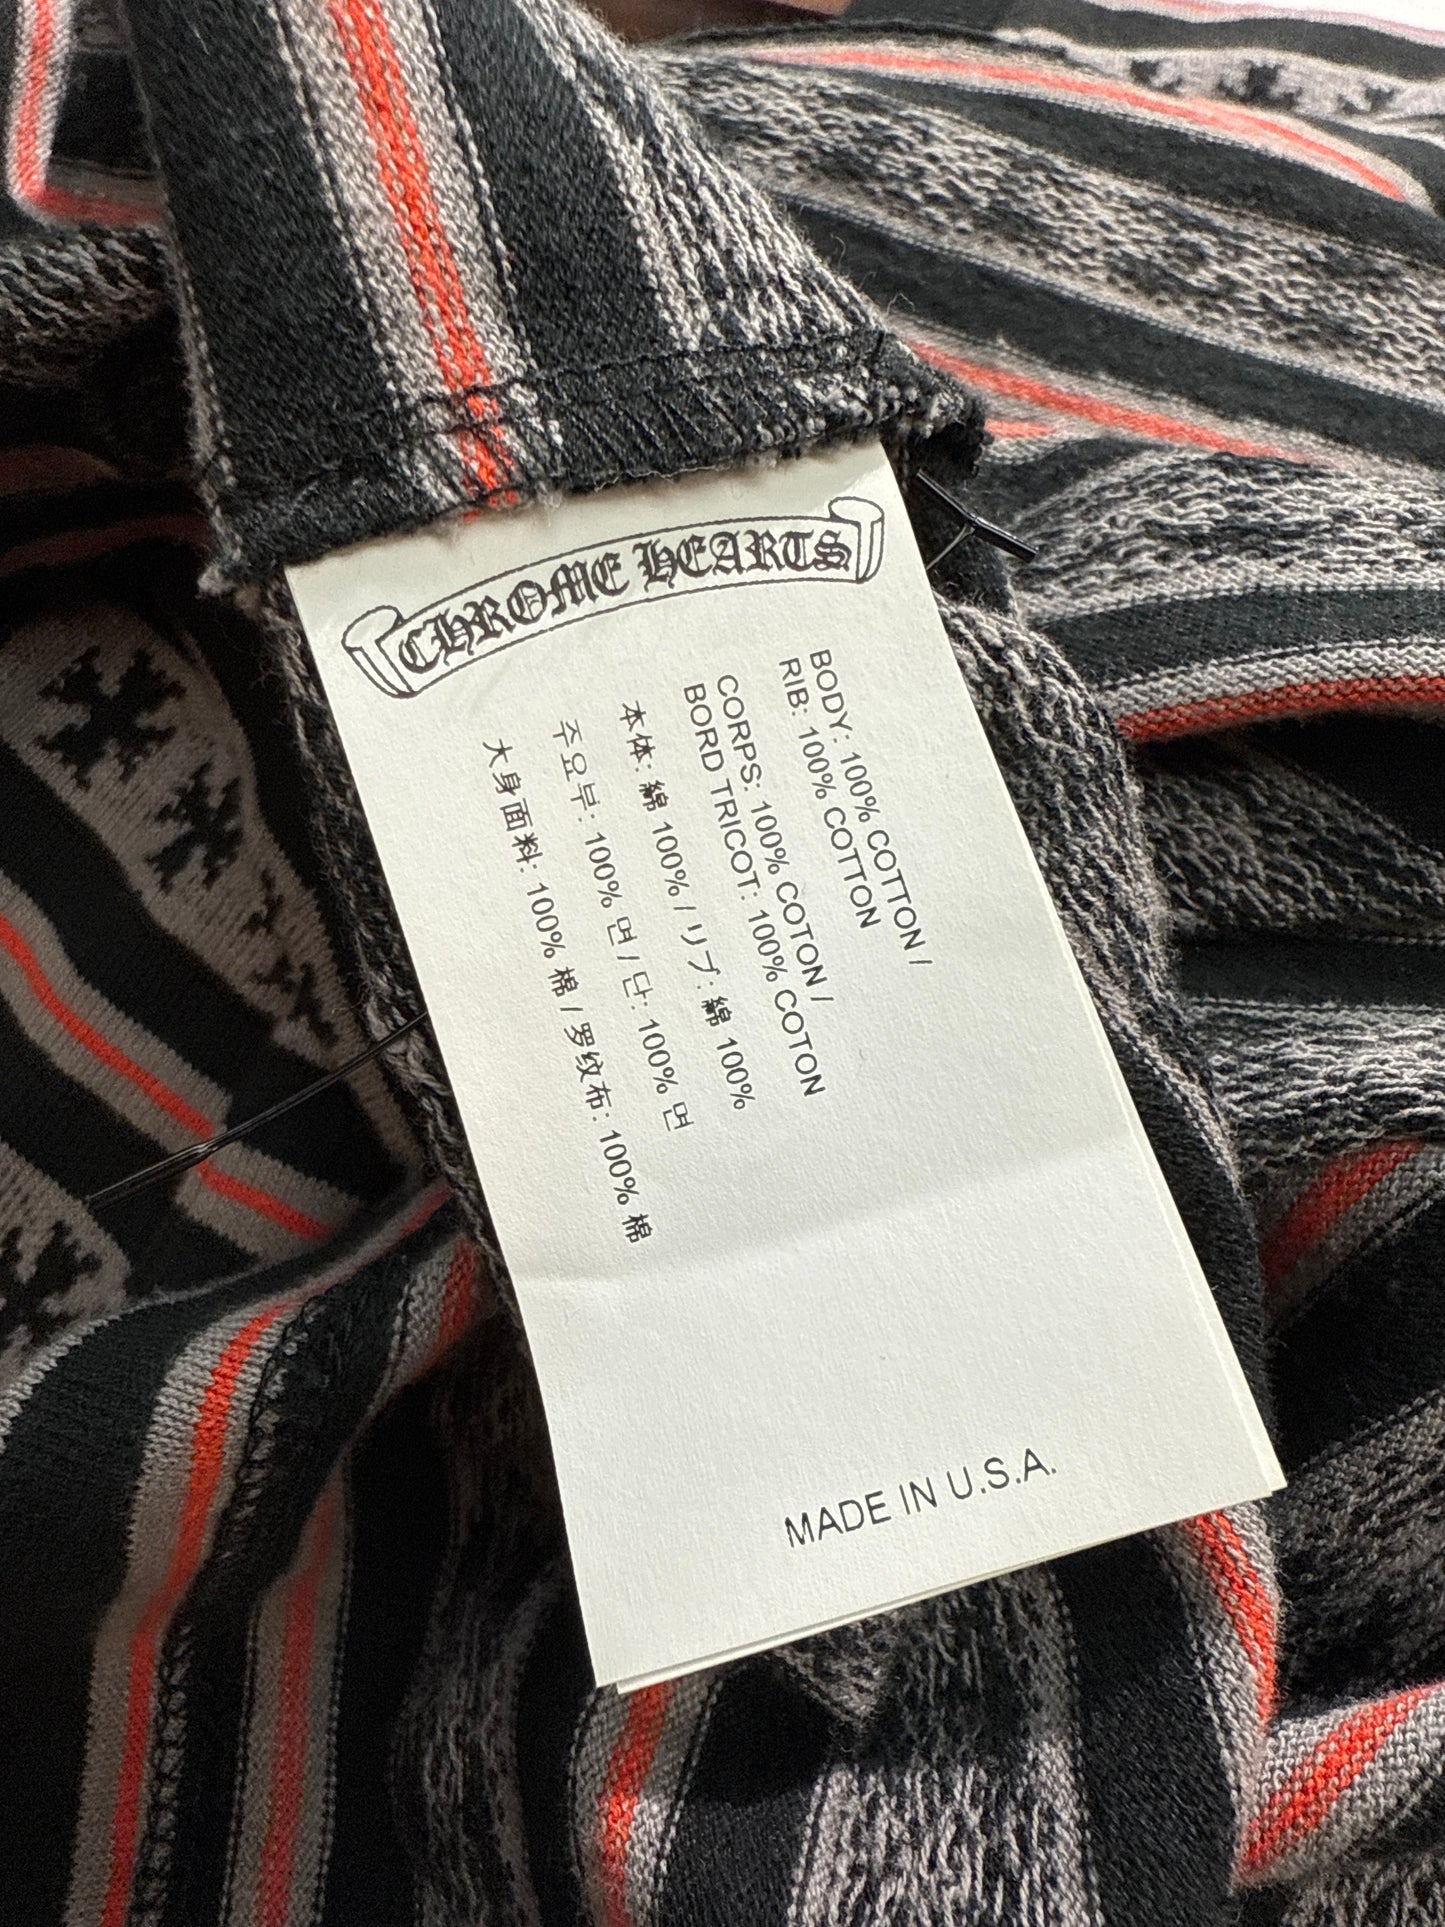 CHROME HEARTS
BODY: 100% COTTON /
RIB: 100% COTTON
CORPS: 100% COTON /
BORD TRICOT: 100% COTON
本体: 綿 100% / リブ: 綿 100%
주요부: 100% 면 / 단: 100% 면
大身面料: 100% 棉 / 罗纹布: 100% 棉
MADE IN U.S.A.